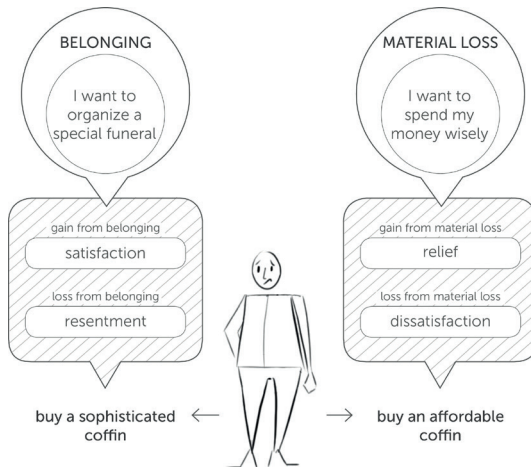 BELONGING
I want to
organize a
special funeral
gain from belonging
satisfaction
loss from belonging
resentment
buy a sophisticated
coffin
MATERIAL LOSS
I want to
spend my
money wisely
gain from material loss
relief
loss from material loss
dissatisfaction
buy an affordable
coffin